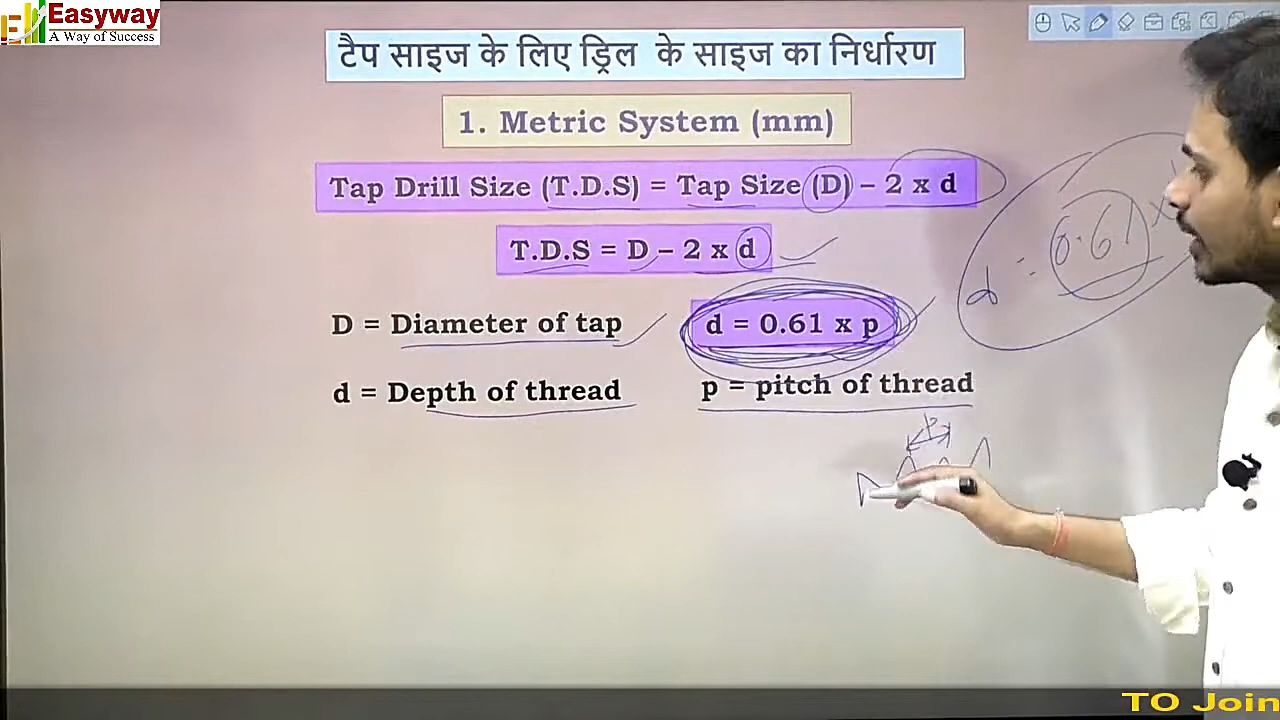 Easyway
A Way of Success
टैप साइज के लिए ड्रिल के साइज का निर्धारण
1. Metric System (mm)
Tap Drill Size (T.D.S) = Tap Size (D) – 2 x d
T.D.S = D – 2 x d
D = Diameter of tap
d = 0.61 x p
d = 0.61 x
d = Depth of thread
p = pitch of thread
P
TO Join